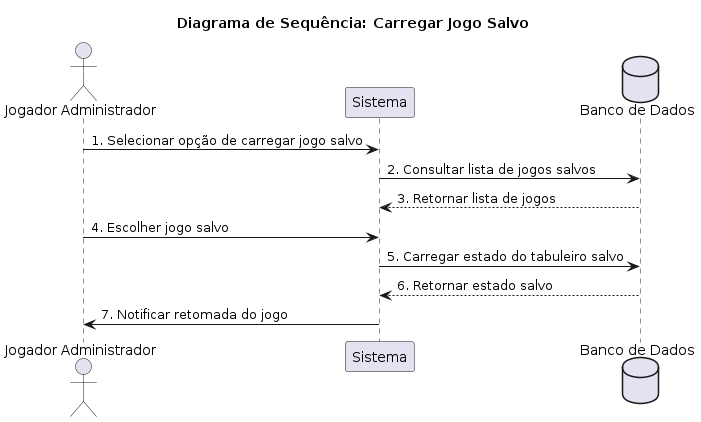 Diagrama de Sequência: Carregar Jogo Salvo
Jogador Administrador
Sistema
Banco de Dados
1. Selecionar opção de carregar jogo salvo
2. Consultar lista de jogos salvos
3. Retornar lista de jogos
4. Escolher jogo salvo
5. Carregar estado do tabuleiro salvo
6. Retornar estado salvo
7. Notificar retomada do jogo
Jogador Administrador
Sistema
Banco de Dados